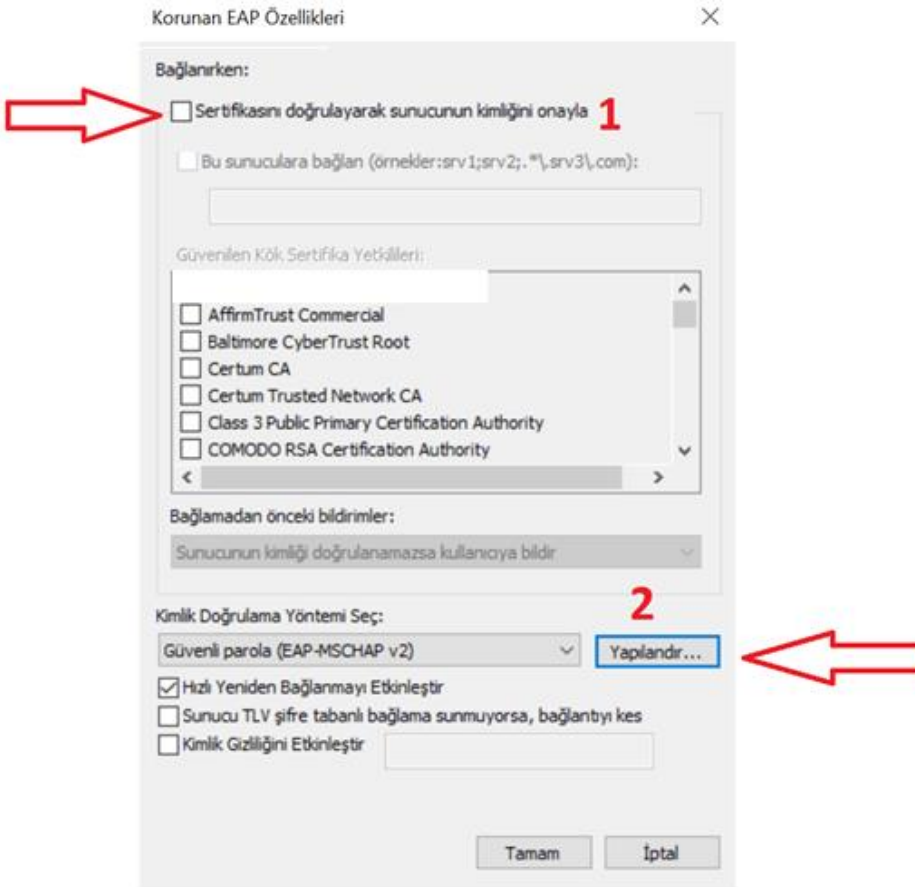 Korunan EAP Özellikleri
Bağlanırken:
Sertifikasını doğrulayarak sunucunun kimliğini onayla 1
Bu sunuculara bağlan (örnekler:srv1;srv2;.*\.srv3\.com):
Güvenilen Kök Sertifika Yetkilileri:
AffirmTrust Commercial
Baltimore CyberTrust Root
Certum CA
Certum Trusted Network CA
Class 3 Public Primary Certification Authority
COMODO RSA Certification Authority
Bağlamadan önceki bildirimler:
Sunucunun kimliği doğrulanamazsa kullanıcıya bildir
2
Kimlik Doğrulama Yöntemi Seç:
Güvenli parola (EAP-MSCHAP v2) Yapılandır...
Hızlı Yeniden Bağlanmayı Etkinleştir
Sunucu TLV şifre tabanlı bağlama sunmuyorsa, bağlantıyı kes
Kimlik Gizliliğini Etkinleştir
Tamam İptal